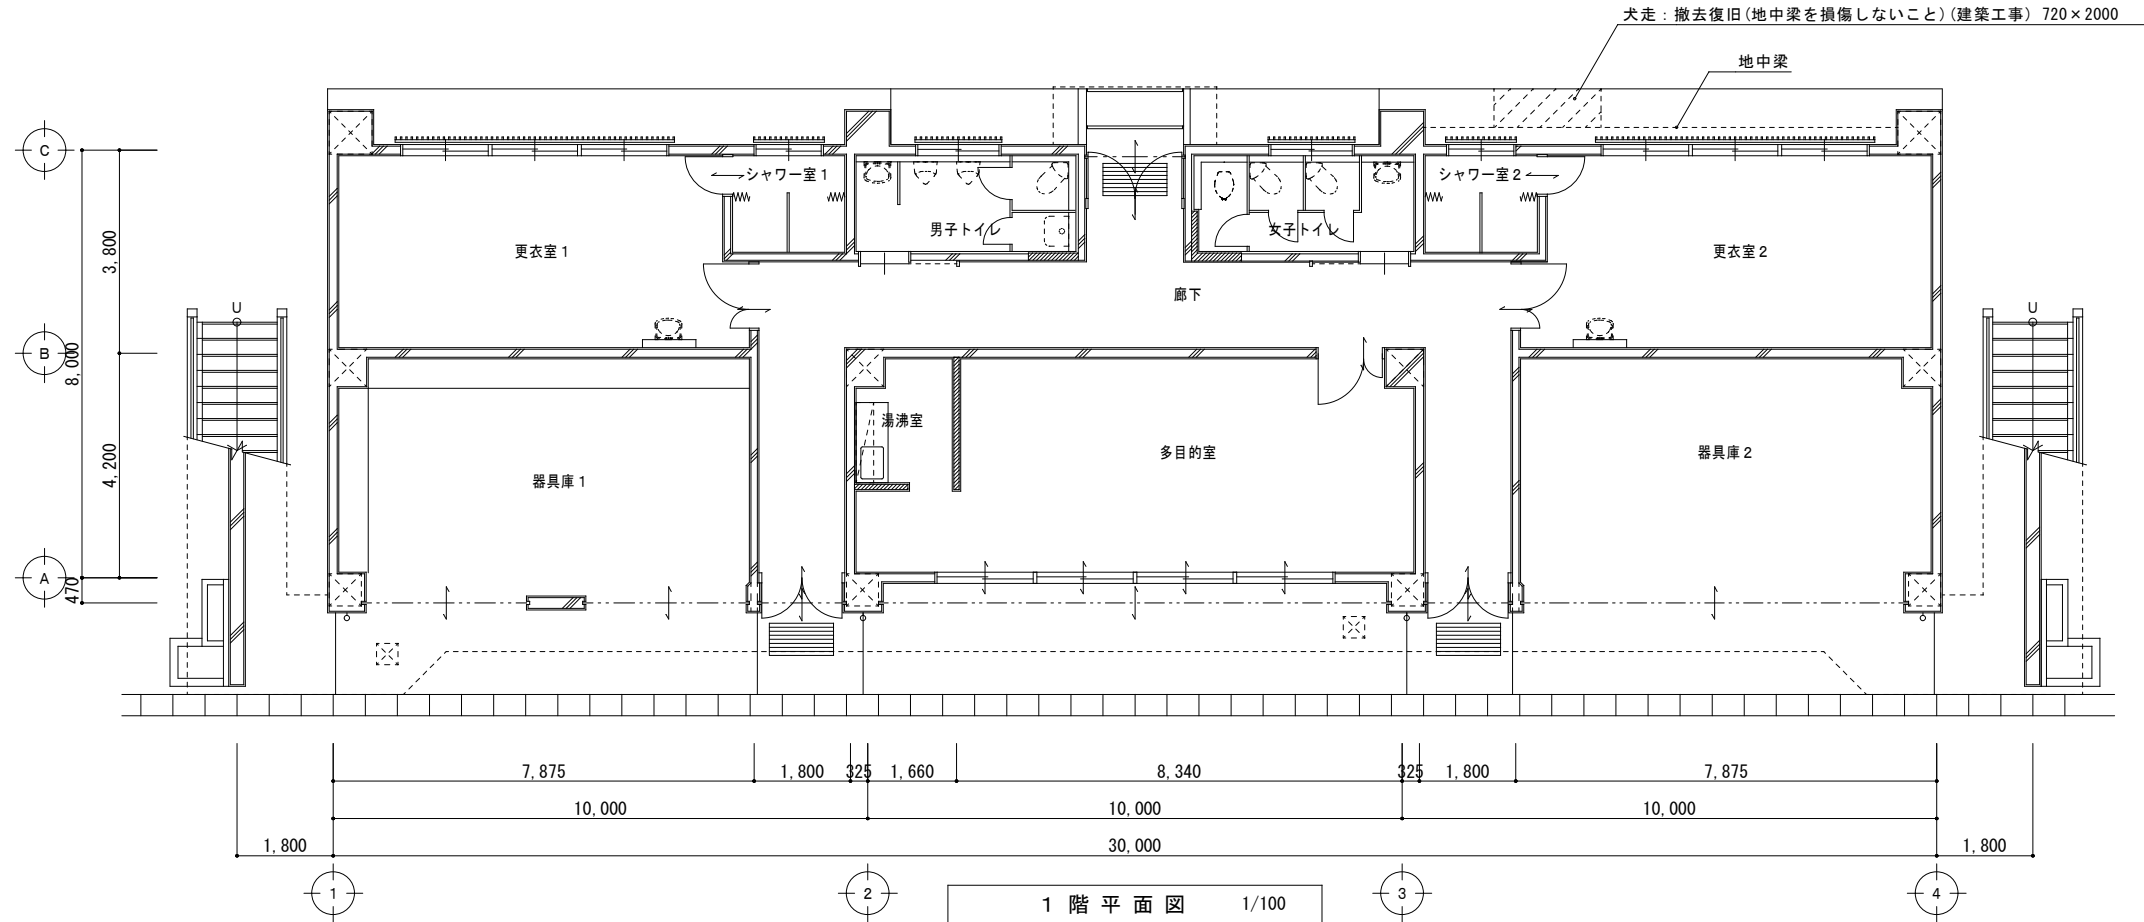 犬走：撤去復旧(地中梁を損傷しないこと)(建築工事) 720×2000
地中梁
C
シャワー室1
シャワー室2
男子トイレ
女子トイレ
3,800
更衣室1
更衣室2
廊下
U
U
B
8,000
湯沸室
4,200
多目的室
器具庫2
器具庫1
A
470
7,875
1,800
325
1,660
8,340
325
1,800
7,875
10,000
10,000
10,000
1,800
30,000
1,800
1
2
3
4
1階平面図 1/100